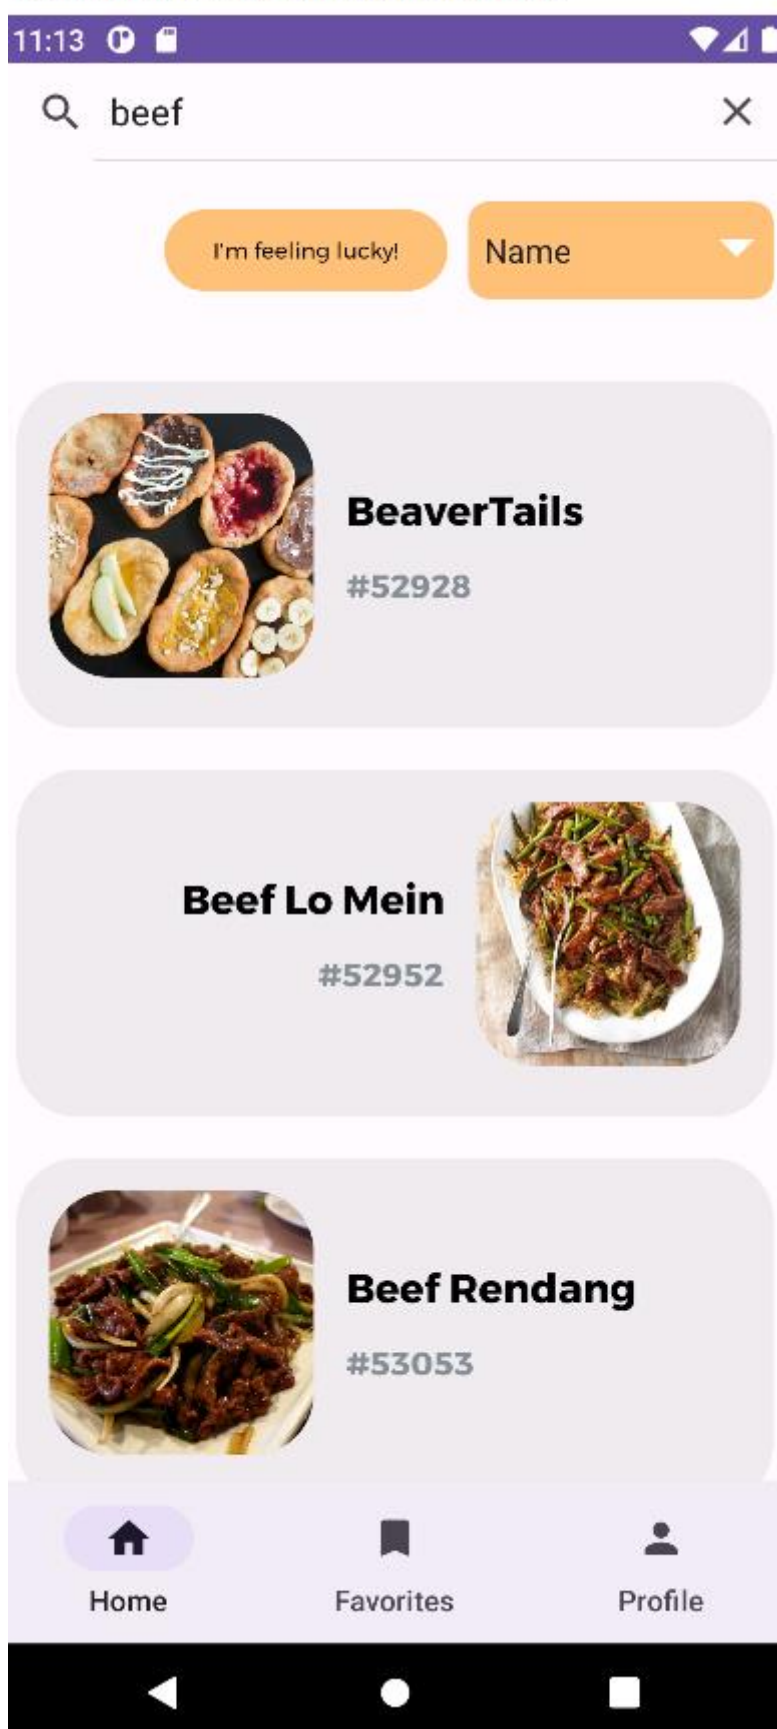 11:13
beef
I'm feeling lucky!
Name
BeaverTails
#52928
Beef Lo Mein
#52952
Beef Rendang
#53053
Home
Favorites
Profile